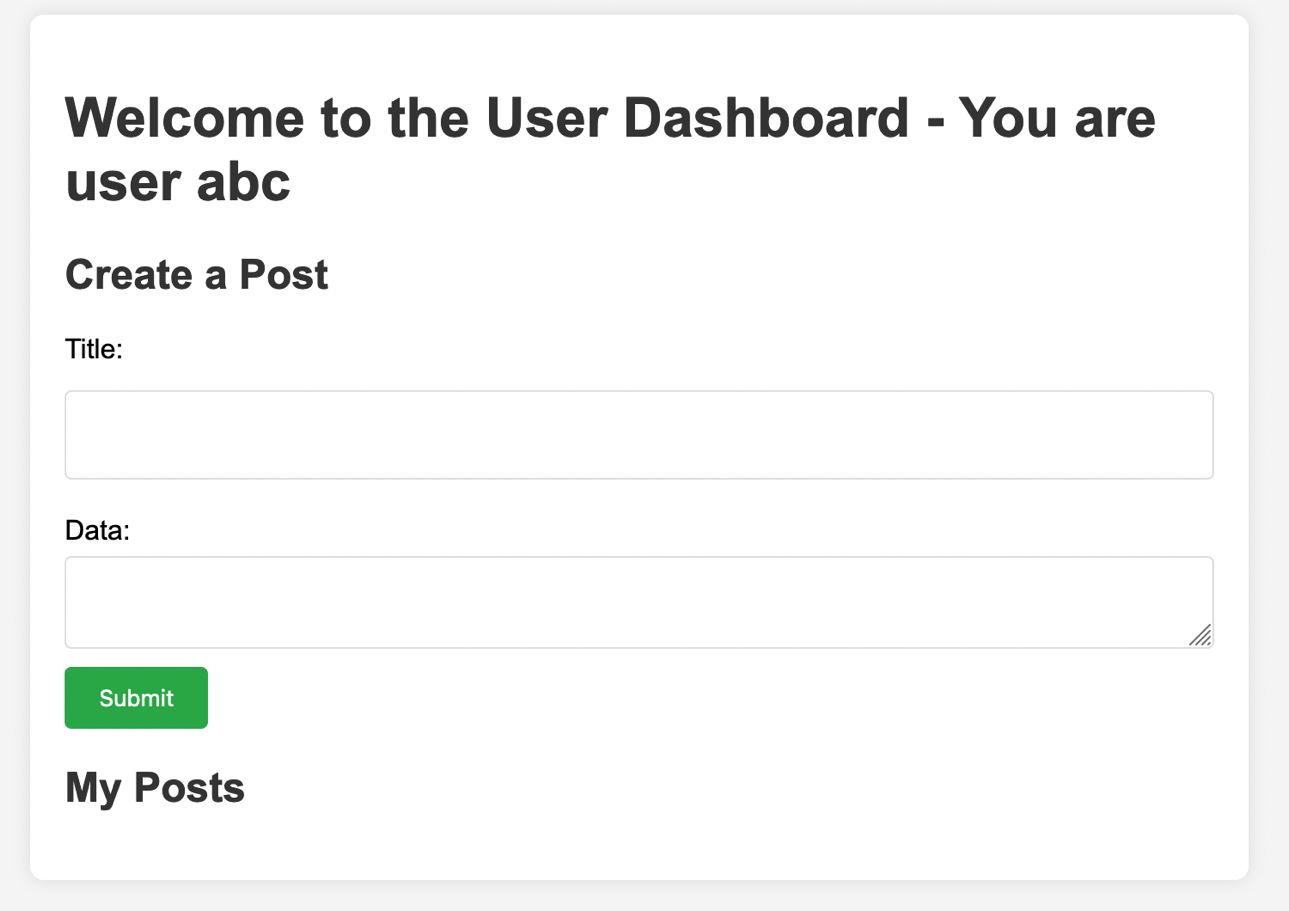 Welcome to the User Dashboard - You are
user abc
Create a Post
Title:
Data:
Submit
My Posts